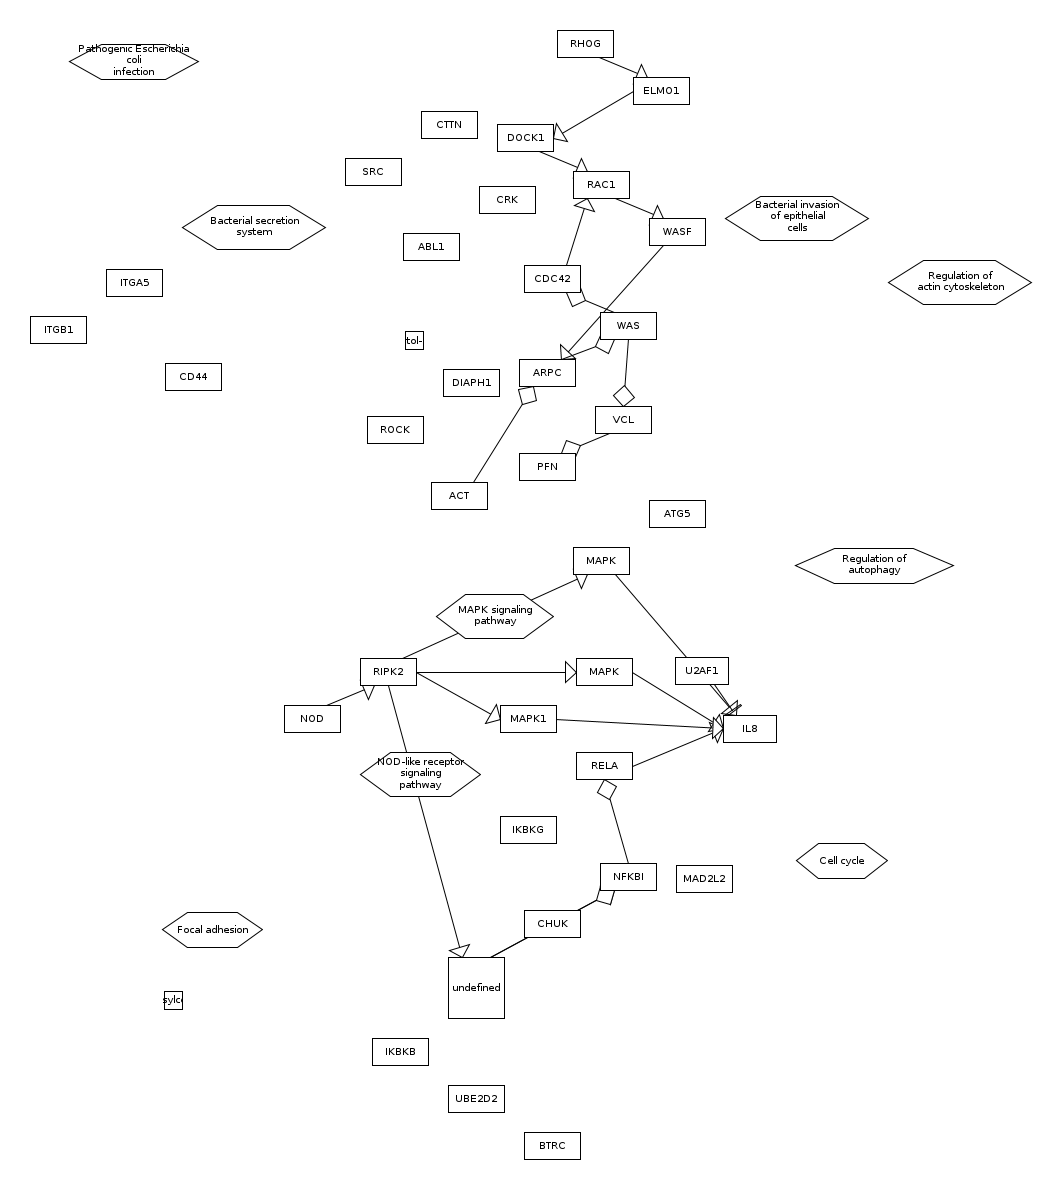 RHOG
Pathogenic Escherichia
coli
infection
ELMO1
CTTN
DOCK1
SRC
RAC1
CRK
Bacterial invasion
of epithelial
cells
Bacterial secretion
system
WASF
ABL1
ITGA5
CDC42
Regulation of
actin cytoskeleton
ITGB1
WAS
tol-
CD44
DIAPH1
ARPC
ROCK
VCL
PFN
ACT
ATG5
MAPK
Regulation of
autophagy
MAPK signaling
pathway
RIPK2
MAPK
U2AF1
NOD
MAPK1
IL8
NOD-like receptor
signaling
pathway
RELA
IKBKG
Cell cycle
NFKBI
MAD2L2
CHUK
Focal adhesion
undefined
IKBKB
UBE2D2
BTRC